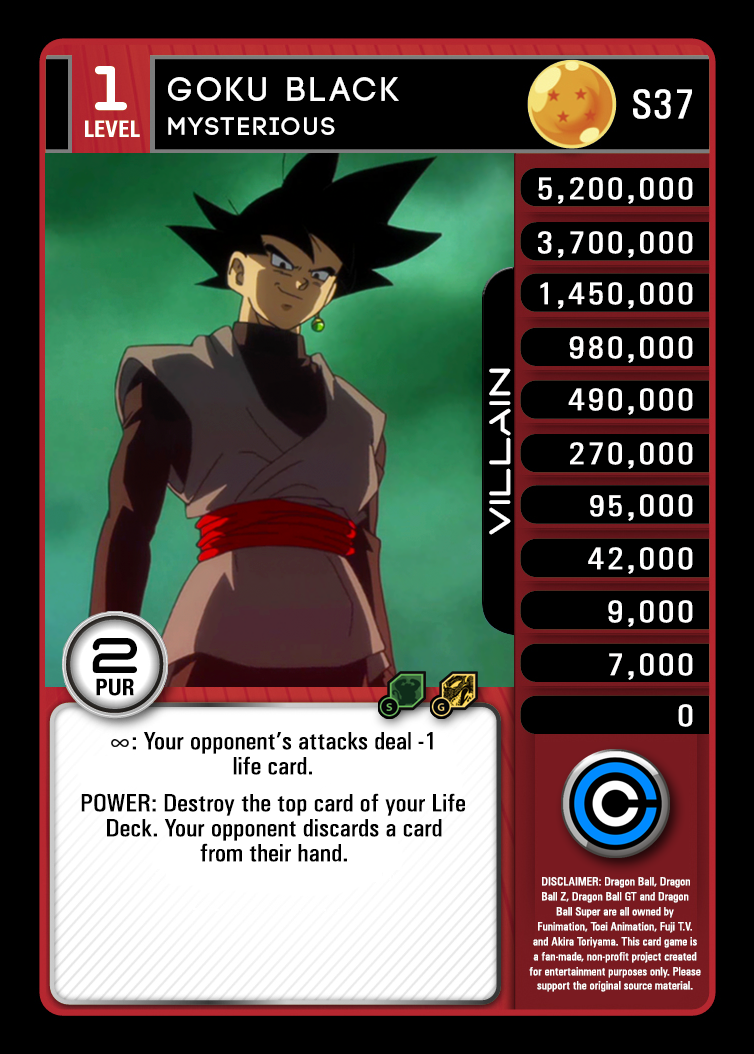 1
LEVEL
GOKU BLACK
MYSTERIOUS
S37
5,200,000
3,700,000
1,450,000
980,000
490,000
270,000
95,000
42,000
9,000
7,000
0
VILLAIN
2
PUR
S
G
∞: Your opponent's attacks deal -1
life card.
POWER: Destroy the top card of your Life
Deck. Your opponent discards a card
from their hand.
DISCLAIMER: Dragon Ball, Dragon
Ball Z, Dragon Ball GT and Dragon
Ball Super are all owned by
Funimation, Toei Animation, Fuji T.V.
and Akira Toriyama. This card game is
a fan-made, non-profit project created
for entertainment purposes only. Please
support the original source material.